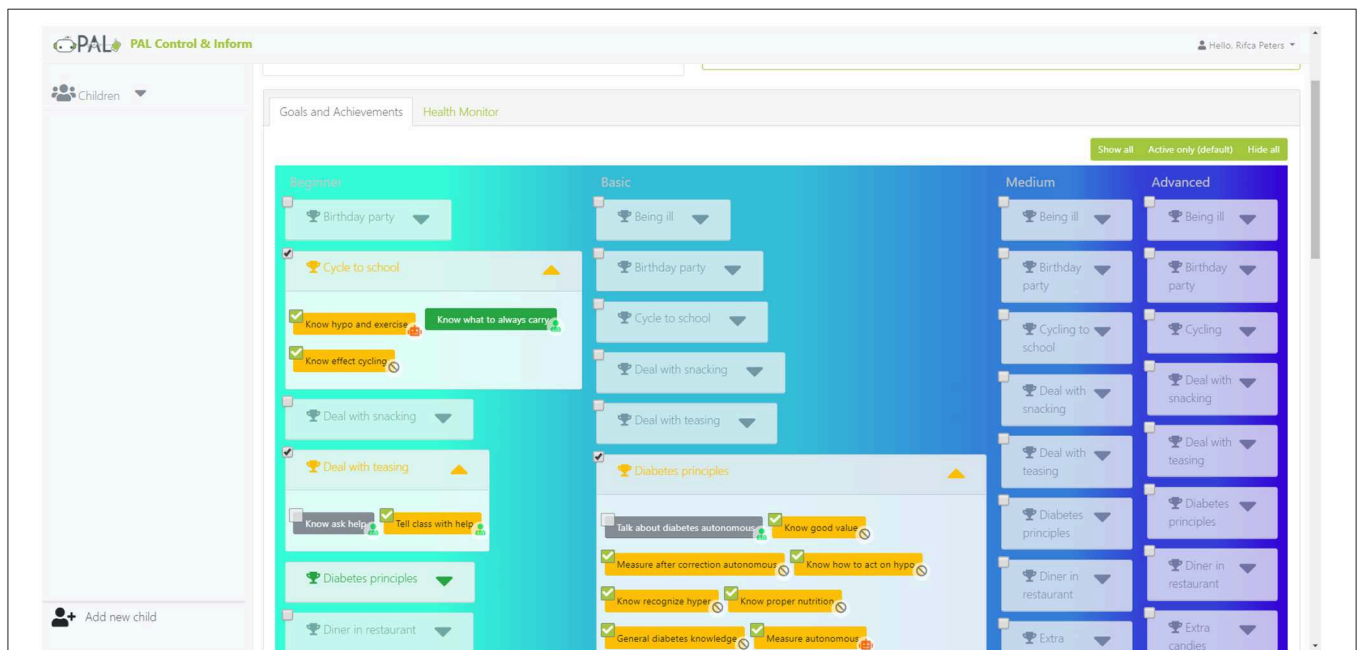 PAL PAL Control & Inform
Hello, Rifca Peters
Children
Goals and Achievements Health Monitor
Show all Active only (default) Hide all
Beginner
Birthday party
Cycle to school
Know hypo and exercise
Know what to always carry
Know effect cycling
Deal with snacking
Deal with teasing
Know ask help
Tell class with help
Diabetes principles
Diner in restaurant
Basic
Being ill
Birthday party
Cycle to school
Deal with snacking
Deal with teasing
Diabetes principles
Talk about diabetes autonomous
Know good value
Measure after correction autonomous
Know how to act on hypo
Know recognize hyper
Know proper nutrition
General diabetes knowledge
Measure autonomous
Medium
Being ill
Birthday
party
Cycling to
school
Deal with
snacking
Deal with
teasing
Diabetes
principles
Diner in
restaurant
Extra
Advanced
Being ill
Birthday
party
Cycling
Deal with
snacking
Deal with
teasing
Diabetes
principles
Diner in
restaurant
Extra
candies
Add new child